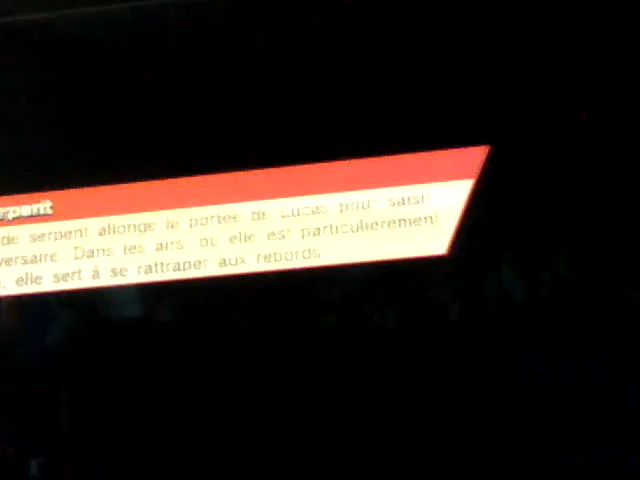 de serpent allonge la portée de Lucas pour saisir
versaire. Dans les airs, où elle est particulièrement
, elle sert à se rattraper aux rebords.